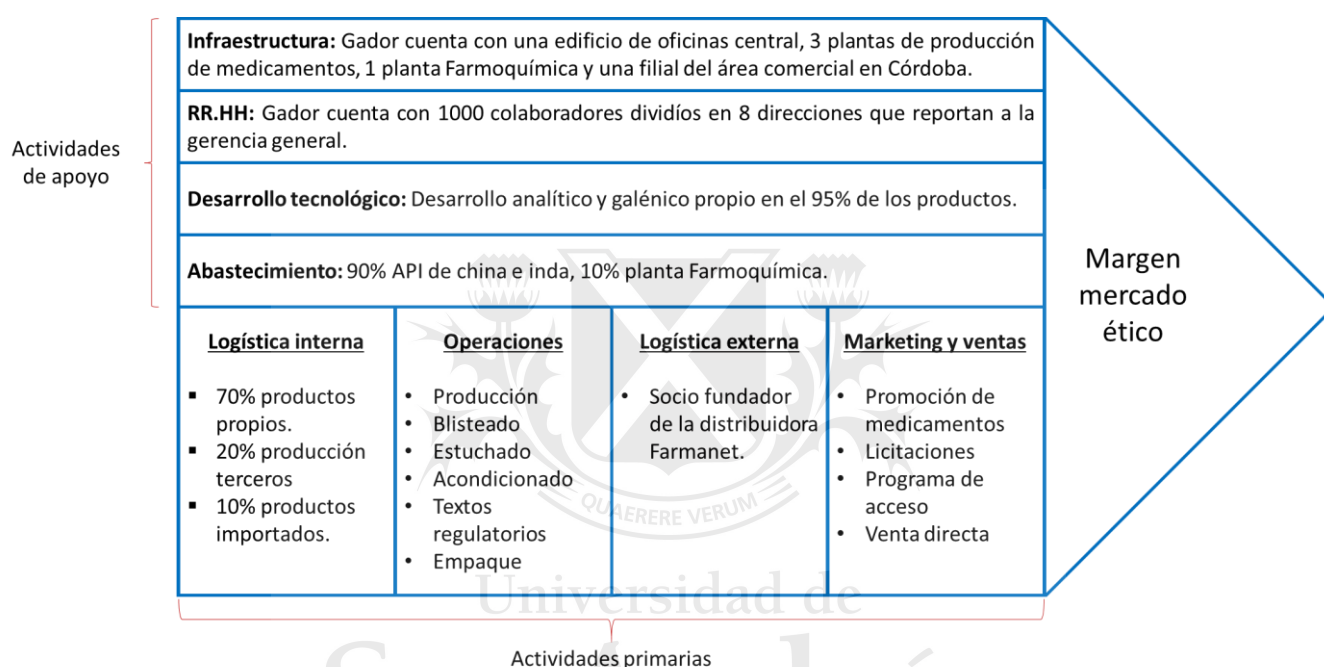 Infraestructura: Gador cuenta con una edificio de oficinas central, 3 plantas de producción
de medicamentos, 1 planta Farmoquímica y una filial del área comercial en Córdoba.
RR.HH: Gador cuenta con 1000 colaboradores dividíos en 8 direcciones que reportan a la
gerencia general.
Actividades
de apoyo
Desarrollo tecnológico: Desarrollo analítico y galénico propio en el 95% de los productos.
Abastecimiento: 90% API de china e inda, 10% planta Farmoquímica.
Margen
mercado
ético
Logística interna
▪ 70% productos
propios.
▪ 20% producción
terceros
▪ 10% productos
importados.
Operaciones
• Producción
• Blisteado
• Estuchado
• Acondicionado
• Textos
regulatorios
• Empaque
Logística externa
• Socio fundador
de la distribuidora
Farmanet.
Marketing y ventas
• Promoción de
medicamentos
• Licitaciones
• Programa de
acceso
• Venta directa
QUAERERE VERUM
Universidad de
Actividades primarias